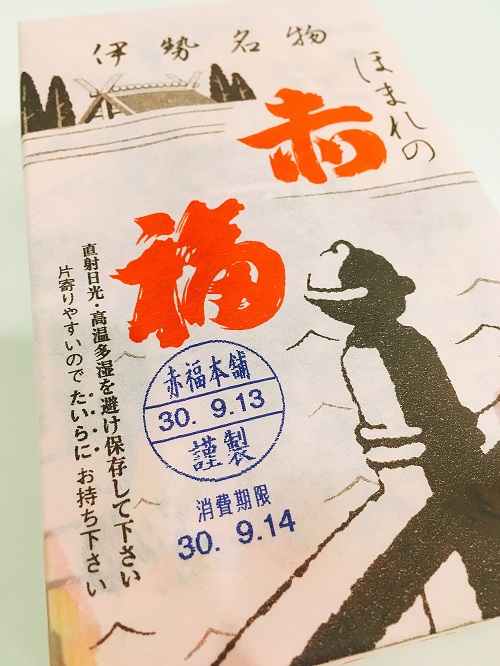 伊勢名物
ほまれの
赤
福
直射日光・高温多湿を避け保存して下さい
片寄りやすいのでたいらにお持ち下さい
赤福本舗
30. 9.13
謹製
消費期限
30. 9.14